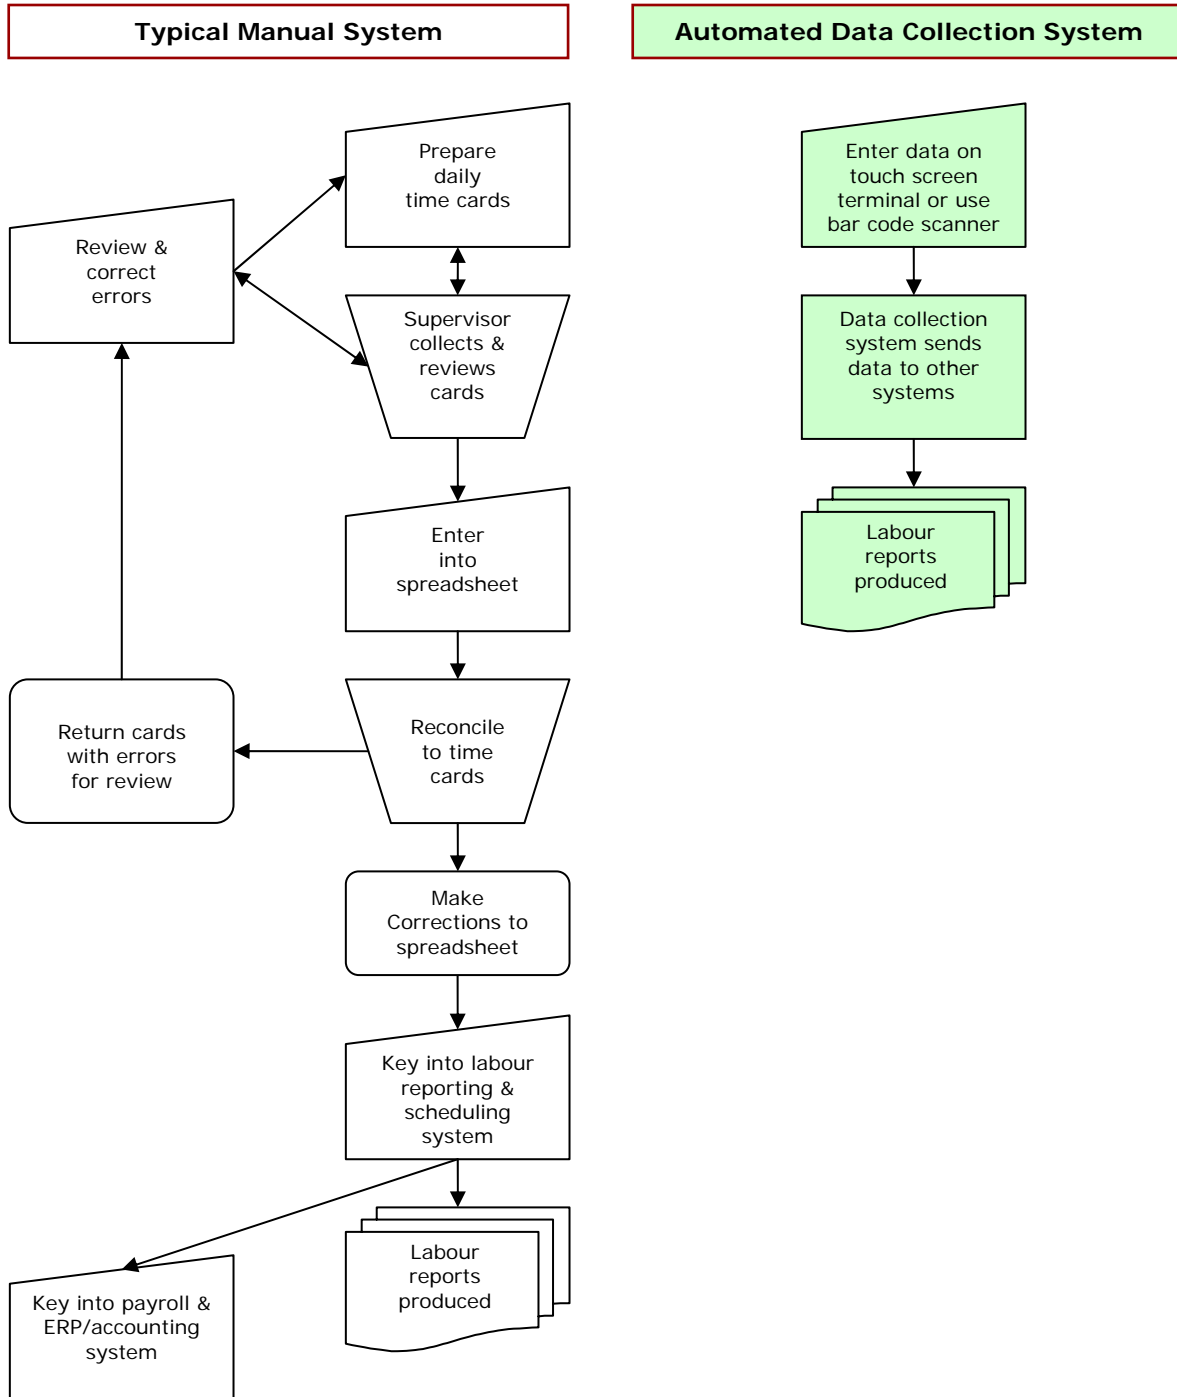 Typical Manual System
Automated Data Collection System
Prepare
daily
time cards
Review &
correct
errors
Supervisor
collects &
reviews
cards
Enter
into
spreadsheet
Reconcile
to time
cards
Return cards
with errors
for review
Make
Corrections to
spreadsheet
Key into labour
reporting &
scheduling
system
Labour
reports
produced
Key into payroll &
ERP/accounting
system
Enter data on
touch screen
terminal or use
bar code scanner
Data collection
system sends
data to other
systems
Labour
reports
produced